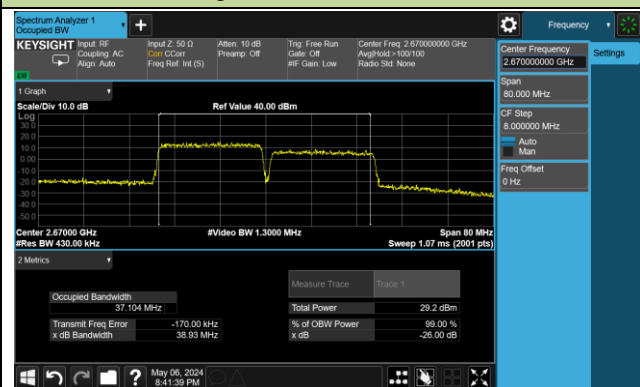 Spectrum Analyzer 1
Occupied BW
Frequency
KEYSIGHT
Input: RF
Coupling: AC
Align: Auto
Input Z: 50 Ω
Corr CCorr
Freq Ref: Int (S)
Atten: 10 dB
Preamp: Off
Trig: Free Run
Gate: Off
#IF Gain: Low
Center Freq: 2.670000000 GHz
Avg|Hold:>100/100
Radio Std: None
Center Frequency
2.670000000 GHz
Settings
Span
80.000 MHz
CF Step
8.000000 MHz
Auto
Man
Freq Offset
0 Hz
1 Graph
Scale/Div 10.0 dB
Ref Value 40.00 dBm
Log
30.0
20.0
10.0
0.00
-10.0
-20.0
-30.0
-40.0
-50.0
Center 2.67000 GHz
#Video BW 1.3000 MHz
Span 80 MHz
#Res BW 430.00 kHz
Sweep 1.07 ms (2001 pts)
2 Metrics
Measure Trace
Trace 1
Occupied Bandwidth
37.104 MHz
Total Power
29.2 dBm
Transmit Freq Error
-170.00 kHz
% of OBW Power
99.00 %
x dB Bandwidth
38.93 MHz
x dB
-26.00 dB
May 06, 2024
8:41:39 PM